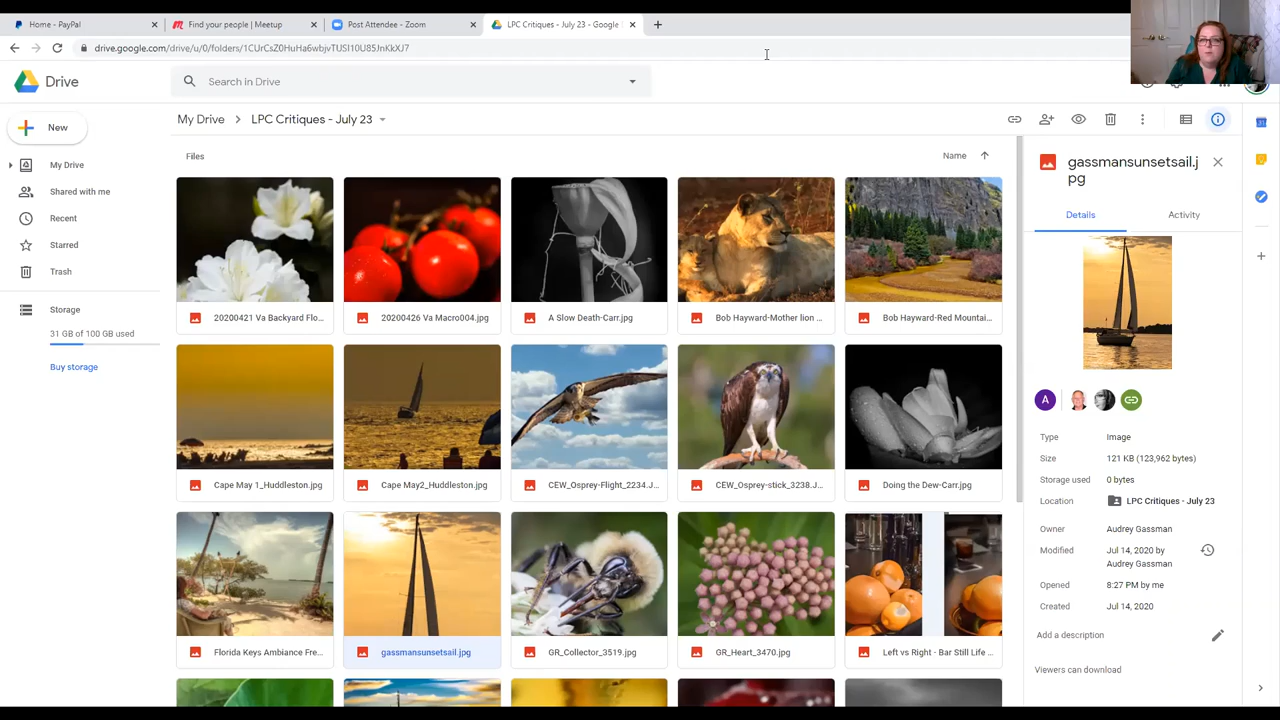 Home - PayPal
Find your people | Meetup
Post Attendee - Zoom
LPC Critiques - July 23 - Google
drive.google.com/drive/u/0/folders/1CUrCsZ0HuHa6wbjvTUSI10U85JnKkXJ7
Drive
Search in Drive
New
My Drive
LPC Critiques - July 23
Files
Name
My Drive
Shared with me
Recent
Starred
Trash
Storage
31 GB of 100 GB used
Buy storage
20200421 Va Backyard Flo...
20200426 Va Macro004.jpg
A Slow Death-Carr.jpg
Bob Hayward-Mother lion ...
Bob Hayward-Red Mountai...
Cape May 1_Huddleston.jpg
Cape May2_Huddleston.jpg
CEW_Osprey-Flight_2234.J...
CEW_Osprey-stick_3238.J...
Doing the Dew-Carr.jpg
Florida Keys Ambiance Fre...
gassmansunsetsail.jpg
GR_Collector_3519.jpg
GR_Heart_3470.jpg
Left vs Right - Bar Still Life ...
gassmansunsetsail.j
pg
Details
Activity
A
Type
Image
Size
121 KB (123,962 bytes)
Storage used
0 bytes
Location
LPC Critiques - July 23
Owner
Audrey Gassman
Modified
Jul 14, 2020 by
Audrey Gassman
Opened
8:27 PM by me
Created
Jul 14, 2020
Add a description
Viewers can download